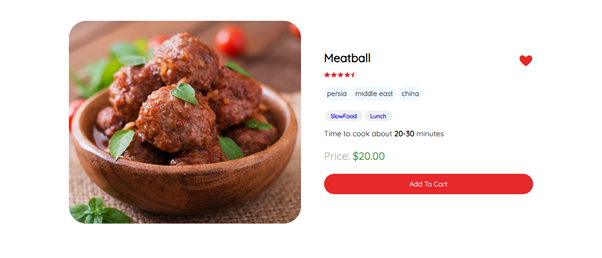 Meatball
persia middle east china
SlowFood Lunch
Time to cook about 20-30 minutes
Price: $20.00
Add To Cart